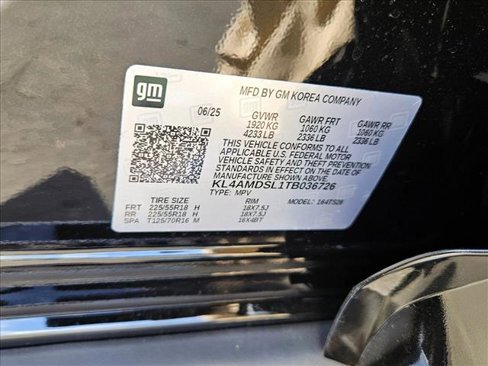 gm
MFD BY GM KOREA COMPANY
06/25 GVWR GAWR FRT GAWR RR
1920 KG 1060 KG 1060 KG
4233 LB 2336 LB 2336 LB
THIS VEHICLE CONFORMS TO ALL
APPLICABLE U.S. FEDERAL MOTOR
VEHICLE SAFETY AND THEFT PREVENTION
STANDARDS IN EFFECT ON THE DATE OF
MANUFACTURE SHOWN ABOVE.
KL4AMDSL1TB036726
TYPE: MPV
TIRE SIZE RIM 164TS26
FRT 225/55R18 H 18X7.5J
RR 225/55R18 H 18X7.5J
SPA T125/70R16 M 16X4BT